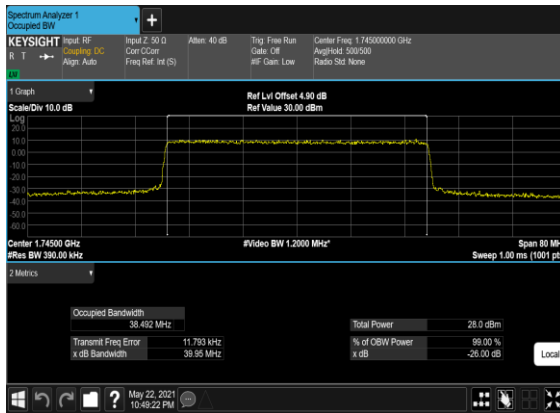 Spectrum Analyzer 1
Occupied BW
KEYSIGHT Input: RF Input Z: 50 Ω Atten: 40 dB Trig: Free Run Center Freq: 1.745000000 GHz
R T Coupling: DC Corr CCorr Gate: Off Avg|Hold: 500/500
Align: Auto Freq Ref: Int (S) #IF Gain: Low Radio Std: None
LXI
1 Graph Ref Lvl Offset 4.90 dB
Scale/Div 10.0 dB Ref Value 30.00 dBm
Log
20.0
10.0
0.00
-10.0
-20.0
-30.0
-40.0
-50.0
-60.0
Center 1.74500 GHz #Video BW 1.2000 MHz* Span 80 MH
#Res BW 390.00 kHz Sweep 1.00 ms (1001 pts
2 Metrics
Occupied Bandwidth
38.492 MHz Total Power 28.0 dBm
Transmit Freq Error 11.793 kHz % of OBW Power 99.00 %
x dB Bandwidth 39.95 MHz x dB -26.00 dB
Local
May 22, 2021
10:49:22 PM